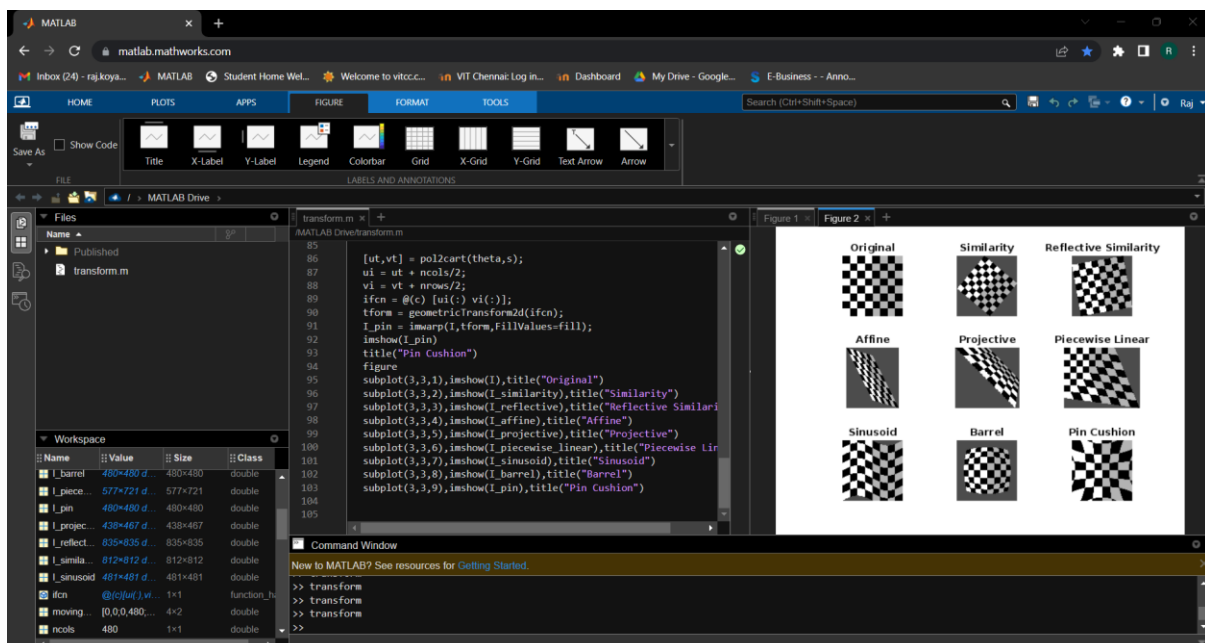 MATLAB
matlab.mathworks.com
Inbox (24) - raj.koya... MATLAB Student Home Wel... Welcome to vitcc.c... VIT Chennai: Log in... Dashboard My Drive - Google... E-Business - - Anno...
HOME PLOTS APPS FIGURE FORMAT TOOLS Search (Ctrl+Shift+Space) Raj
Save As Show Code Title X-Label Y-Label Legend Colorbar Grid X-Grid Y-Grid Text Arrow Arrow
FILE LABELS AND ANNOTATIONS
/ > MATLAB Drive >
Files
Name
Published
transform.m
transform.m
/MATLAB Drive/transform.m
85
86 [ut,vt] = pol2cart(theta,s);
87 ui = ut + ncols/2;
88 vi = vt + nrows/2;
89 ifcn = @(c) [ui(:) vi(:)];
90 tform = geometricTransform2d(ifcn);
91 I_pin = imwarp(I,tform,FillValues=fill);
92 imshow(I_pin)
93 title("Pin Cushion")
94 figure
95 subplot(3,3,1),imshow(I),title("Original")
96 subplot(3,3,2),imshow(I_similarity),title("Similarity")
97 subplot(3,3,3),imshow(I_reflective),title("Reflective Similari
98 subplot(3,3,4),imshow(I_affine),title("Affine")
99 subplot(3,3,5),imshow(I_projective),title("Projective")
100 subplot(3,3,6),imshow(I_piecewise_linear),title("Piecewise Lin
101 subplot(3,3,7),imshow(I_sinusoid),title("Sinusoid")
102 subplot(3,3,8),imshow(I_barrel),title("Barrel")
103 subplot(3,3,9),imshow(I_pin),title("Pin Cushion")
104
105
Figure 1 Figure 2
Original Similarity Reflective Similarity
Affine Projective Piecewise Linear
Sinusoid Barrel Pin Cushion
Workspace
Name Value Size Class
I_barrel 480×480 d... 480×480 double
I_piece... 577×721 d... 577×721 double
I_pin 480×480 d... 480×480 double
I_projec... 438×467 d... 438×467 double
I_reflect... 835×835 d... 835×835 double
I_simila... 812×812 d... 812×812 double
I_sinusoid 481×481 d... 481×481 double
ifcn @(c)[ui(:),vi... 1×1 function_h
moving... [0,0;0,480;... 4×2 double
ncols 480 1×1 double
Command Window
New to MATLAB? See resources for Getting Started.
>> transform
>> transform
>> transform
>>